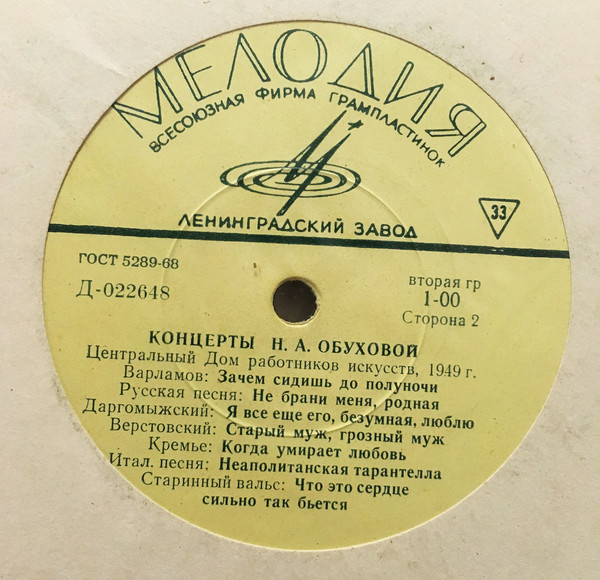 МЕЛОДИЯ
ВСЕСОЮЗНАЯ ФИРМА ГРАМПЛАСТИНОК
ЛЕНИНГРАДСКИЙ ЗАВОД
33
ГОСТ 5289-68
вторая гр
Д-022648
1-00
Сторона 2
КОНЦЕРТЫ Н. А. ОБУХОВОЙ
Центральный Дом работников искусств, 1949 г.
Варламов: Зачем сидишь до полуночи
Русская песня: Не брани меня, родная
Даргомыжский: Я все еще его, безумная, люблю
Верстовский: Старый муж, грозный муж
Кремье: Когда умирает любовь
Итал. песня: Неаполитанская тарантелла
Старинный вальс: Что это сердце
сильно так бьется